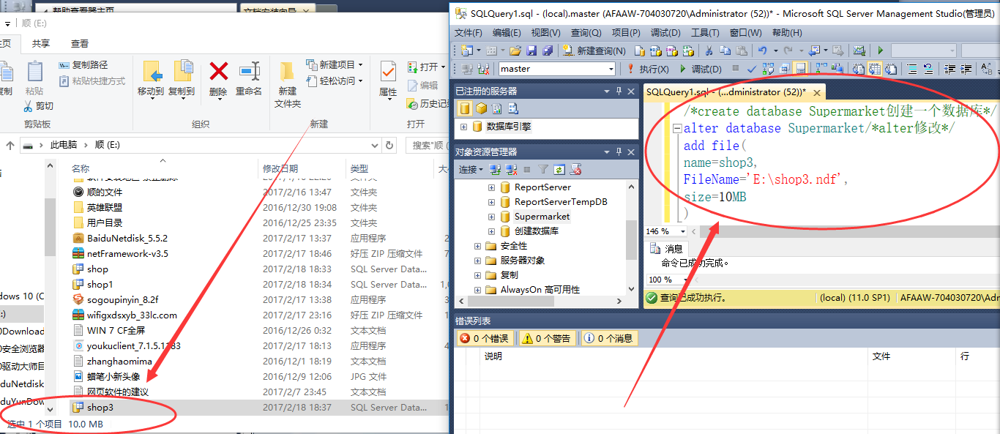 帮助查看器主页
文档安装向导
顺 (E:)
共享
查看
复制路径
粘贴快捷方式
粘贴
剪切
剪贴板
移动到
复制到
删除
重命名
组织
新建
文件夹
新建项目
轻松访问
新建
属性
打开
编辑
历史记录
打开
此电脑
顺 (E:)
搜索"顺 (
名称
修改日期
类型
大
顺的文件
2017/2/16 13:47
文件夹
英雄联盟
2016/12/30 19:08
文件夹
用户目录
2016/12/25 23:35
文件夹
BaiduNetdisk_5.5.2
2017/2/17 13:37
应用程序
netFramework-v3.5
2017/2/17 18:46
好压 ZIP 压缩文件
shop
2017/2/18 18:33
SQL Server Data...
shop1
2017/2/18 18:34
SQL Server Data...
sogoupinyin_8.2f
2017/2/17 13:38
应用程序
wifigxdsxyb_33lc.com
2017/2/17 23:16
好压 ZIP 压缩文件
WIN 7 CF全屏
2016/12/26 0:32
文本文档
youkuclient_7.1.5.1183
2017/2/17 18:13
应用程序
zhanghaomima
2016/12/1 18:19
文本文档
蜡笔小新头像
2016/12/9 12:06
JPG 文件
网页软件的建议
2017/2/7 23:45
文本文档
shop3
2017/2/18 18:37
SQL Server Data...
dows 10 (C
0Download
0安全浏览器
0驱动大师目
iduNetdisk
iduYunDow
选中 1 个项目 10.0 MB
SQLQuery1.sql - (local).master (AFAAW-704030720\Administrator (52))* - Microsoft SQL Server Management Studio(管理员)
文件(F) 编辑(E) 视图(V) 查询(Q) 项目(P) 调试(D) 工具(T) 窗口(W) 帮助(H)
新建查询(N)
master
执行(X)
调试(D)
已注册的服务器
数据库引擎
对象资源管理器
连接
ReportServer
ReportServerTempDB
Supermarket
创建数据库
安全性
服务器对象
复制
AlwaysOn 高可用性
SQLQuery1.sql - (...dministrator (52))*
/*create database Supermarket创建一个数据库*/
alter database Supermarket/*alter修改*/
add file(
name=shop3,
FileName='E:\shop3.ndf',
size=10MB
)
146 %
消息
命令已成功完成。
100 %
查询已成功执行。
(local) (11.0 SP1)
AFAAW-704030720\Adm
错误列表
0 个错误
0 个警告
0 个消息
说明
文件
行